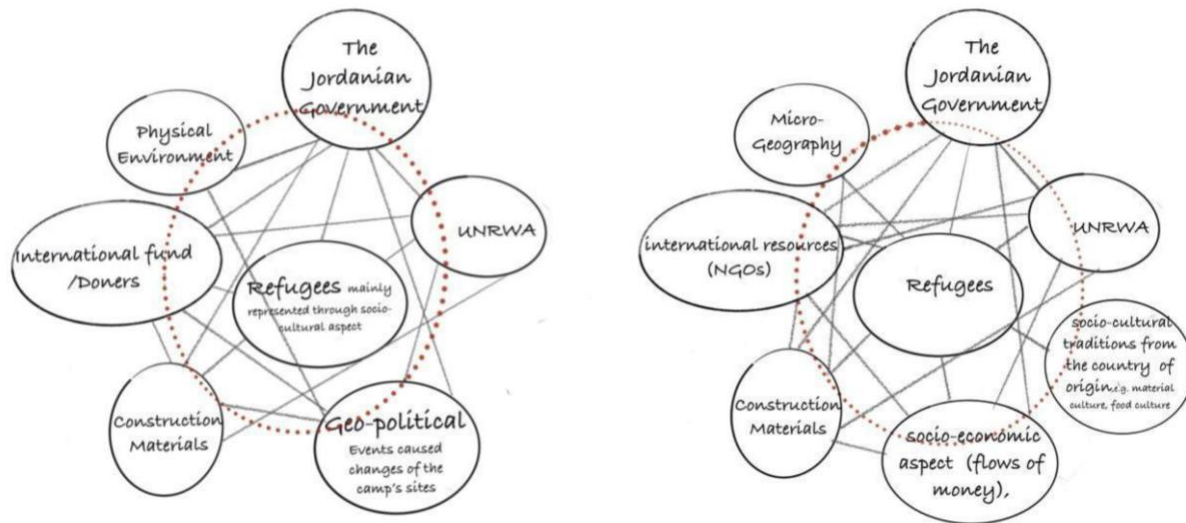 The
Jordanian
Government
Physical
Environment
UNRWA
International fund
/Doners
Refugees mainly
represented through socio-
cultural aspect
Construction
Materials
Geo-political
Events caused
changes of the
camp's sites
The
Jordanian
Government
Micro-
Geography
UNRWA
international resources
(NGOs)
Refugees
socio-cultural
traditions from
the country of
origin.e.g. material
culture, food culture
Construction
Materials
socio-economic
aspect (flows of
money),